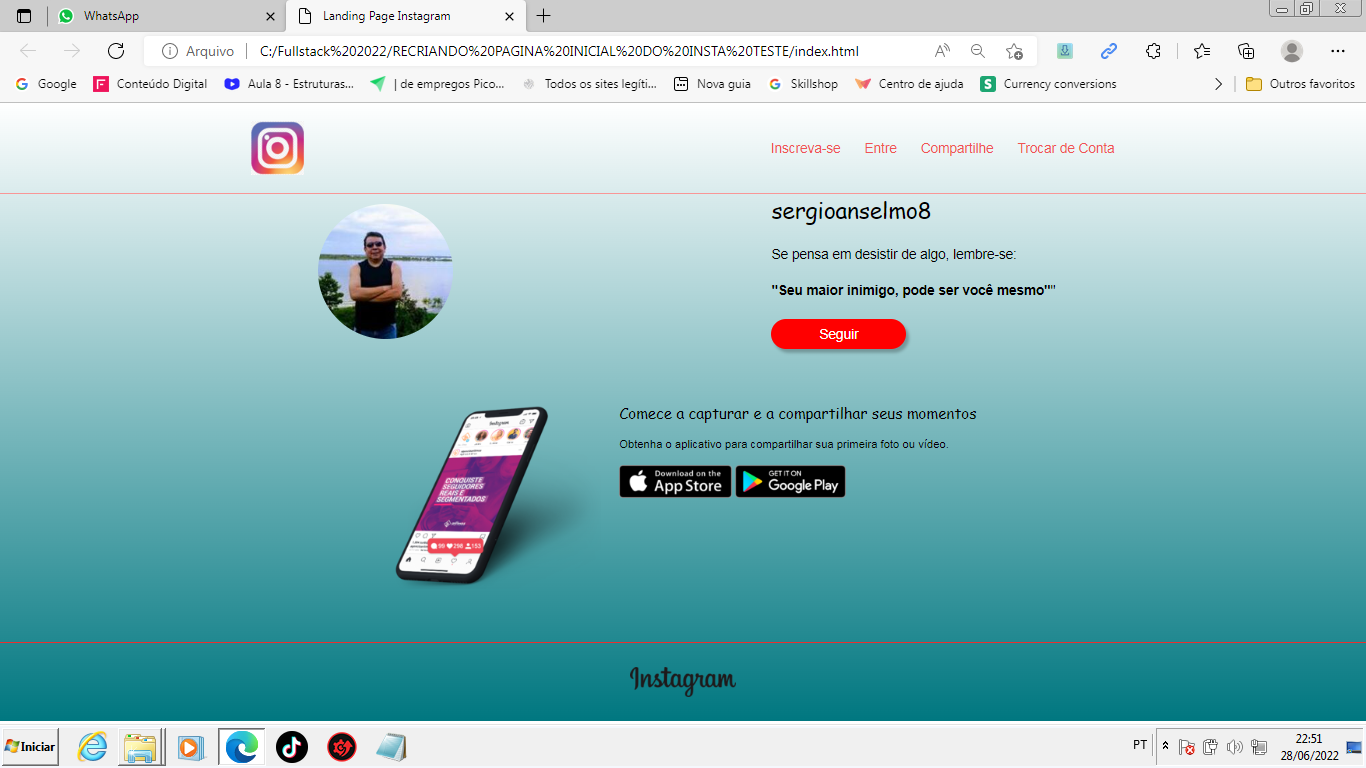 WhatsApp
Landing Page Instagram
Arquivo
C:/Fullstack%202022/RECRIANDO%20PAGINA%20INICIAL%20DO%20INSTA%20TESTE/index.html
Google
Conteúdo Digital
Aula 8 - Estruturas...
| de empregos Pico...
Todos os sites legíti...
Nova guia
Skillshop
Centro de ajuda
Currency conversions
Outros favoritos
Inscreva-se
Entre
Compartilhe
Trocar de Conta
sergioanselmo8
Se pensa em desistir de algo, lembre-se:
"Seu maior inimigo, pode ser você mesmo""
Seguir
Instagram
CONQUISTE
SEGUIDORES
REAIS E
SEGMENTADOS
Comece a capturar e a compartilhar seus momentos
Obtenha o aplicativo para compartilhar sua primeira foto ou vídeo.
Download on the
App Store
GET IT ON
Google Play
Instagram
Iniciar
PT
22:51
28/06/2022